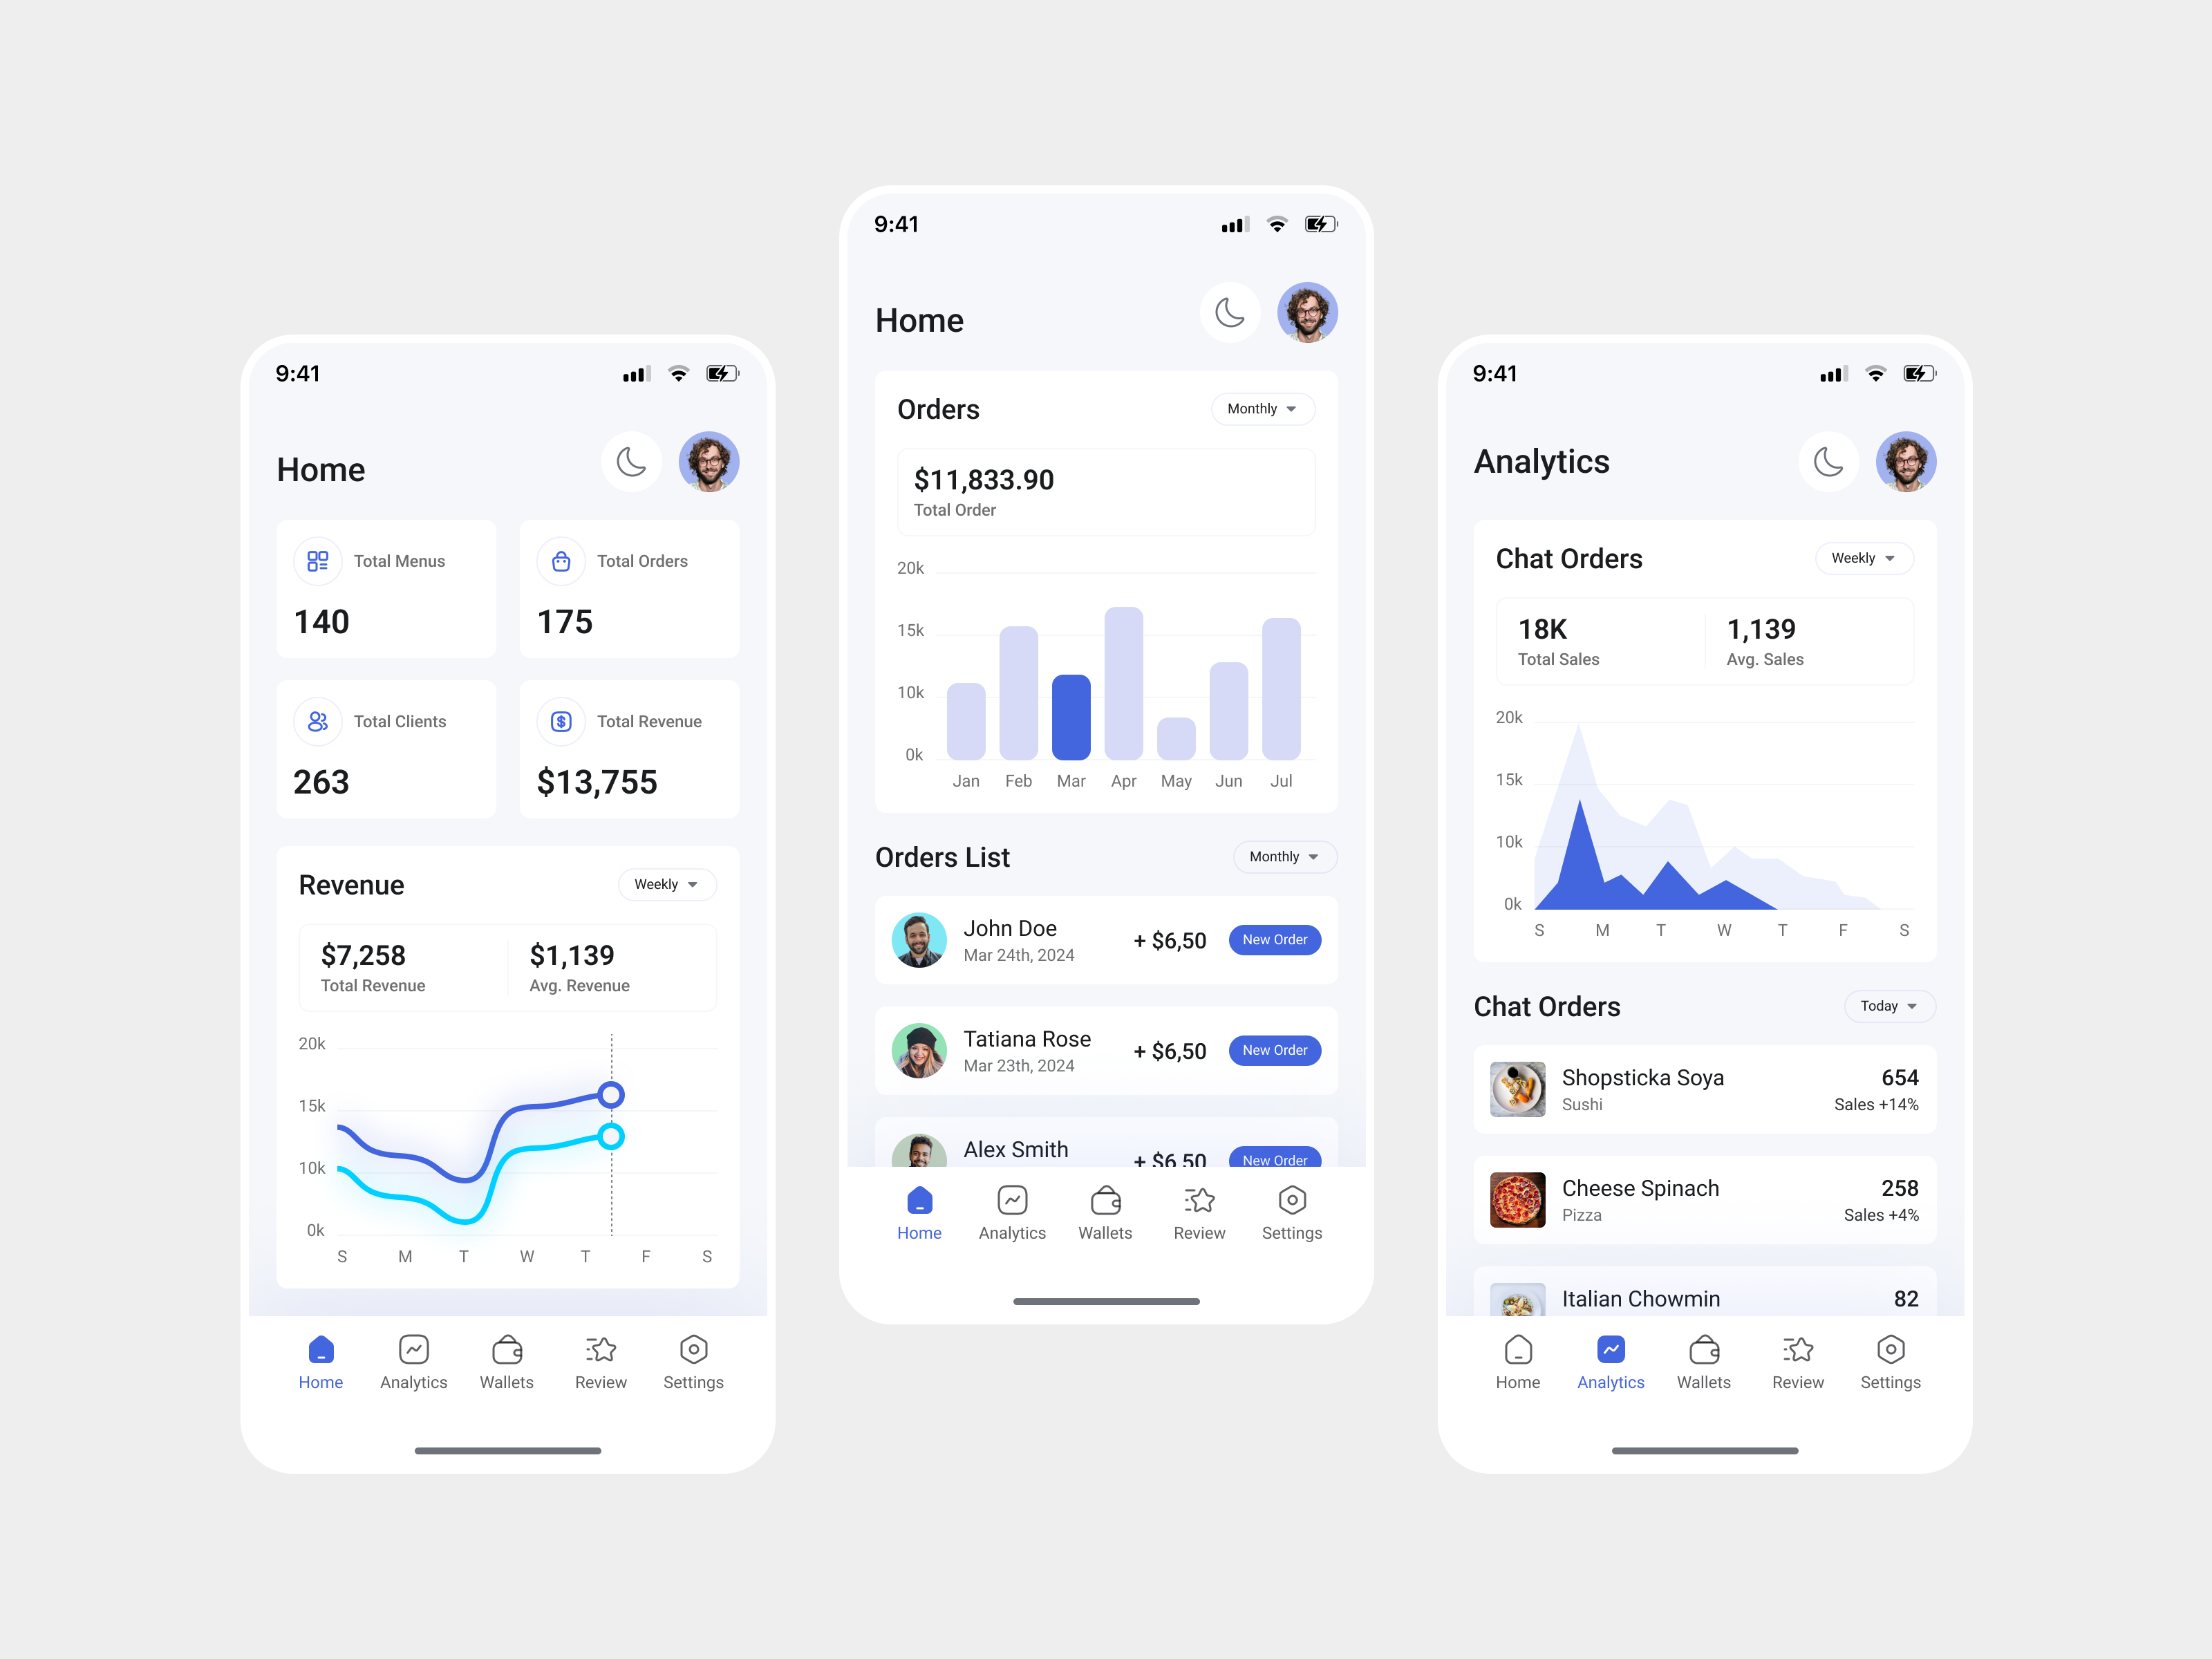 9:41
Home
Total Menus
140
Total Orders
175
Total Clients
263
Total Revenue
$13,755
Revenue
Weekly
$7,258
Total Revenue
$1,139
Avg. Revenue
20k
15k
10k
0k
S M T W T F S
Home Analytics Wallets Review Settings
9:41
Home
Orders
Monthly
$11,833.90
Total Order
20k
15k
10k
0k
Jan Feb Mar Apr May Jun Jul
Orders List
Monthly
John Doe
Mar 24th, 2024
+ $6,50
New Order
Tatiana Rose
Mar 23th, 2024
+ $6,50
New Order
Alex Smith
+ $6,50
New Order
Home Analytics Wallets Review Settings
9:41
Analytics
Chat Orders
Weekly
18K
Total Sales
1,139
Avg. Sales
20k
15k
10k
0k
S M T W T F S
Chat Orders
Today
Shopsticka Soya
Sushi
654
Sales +14%
Cheese Spinach
Pizza
258
Sales +4%
Italian Chowmin
82
Home Analytics Wallets Review Settings